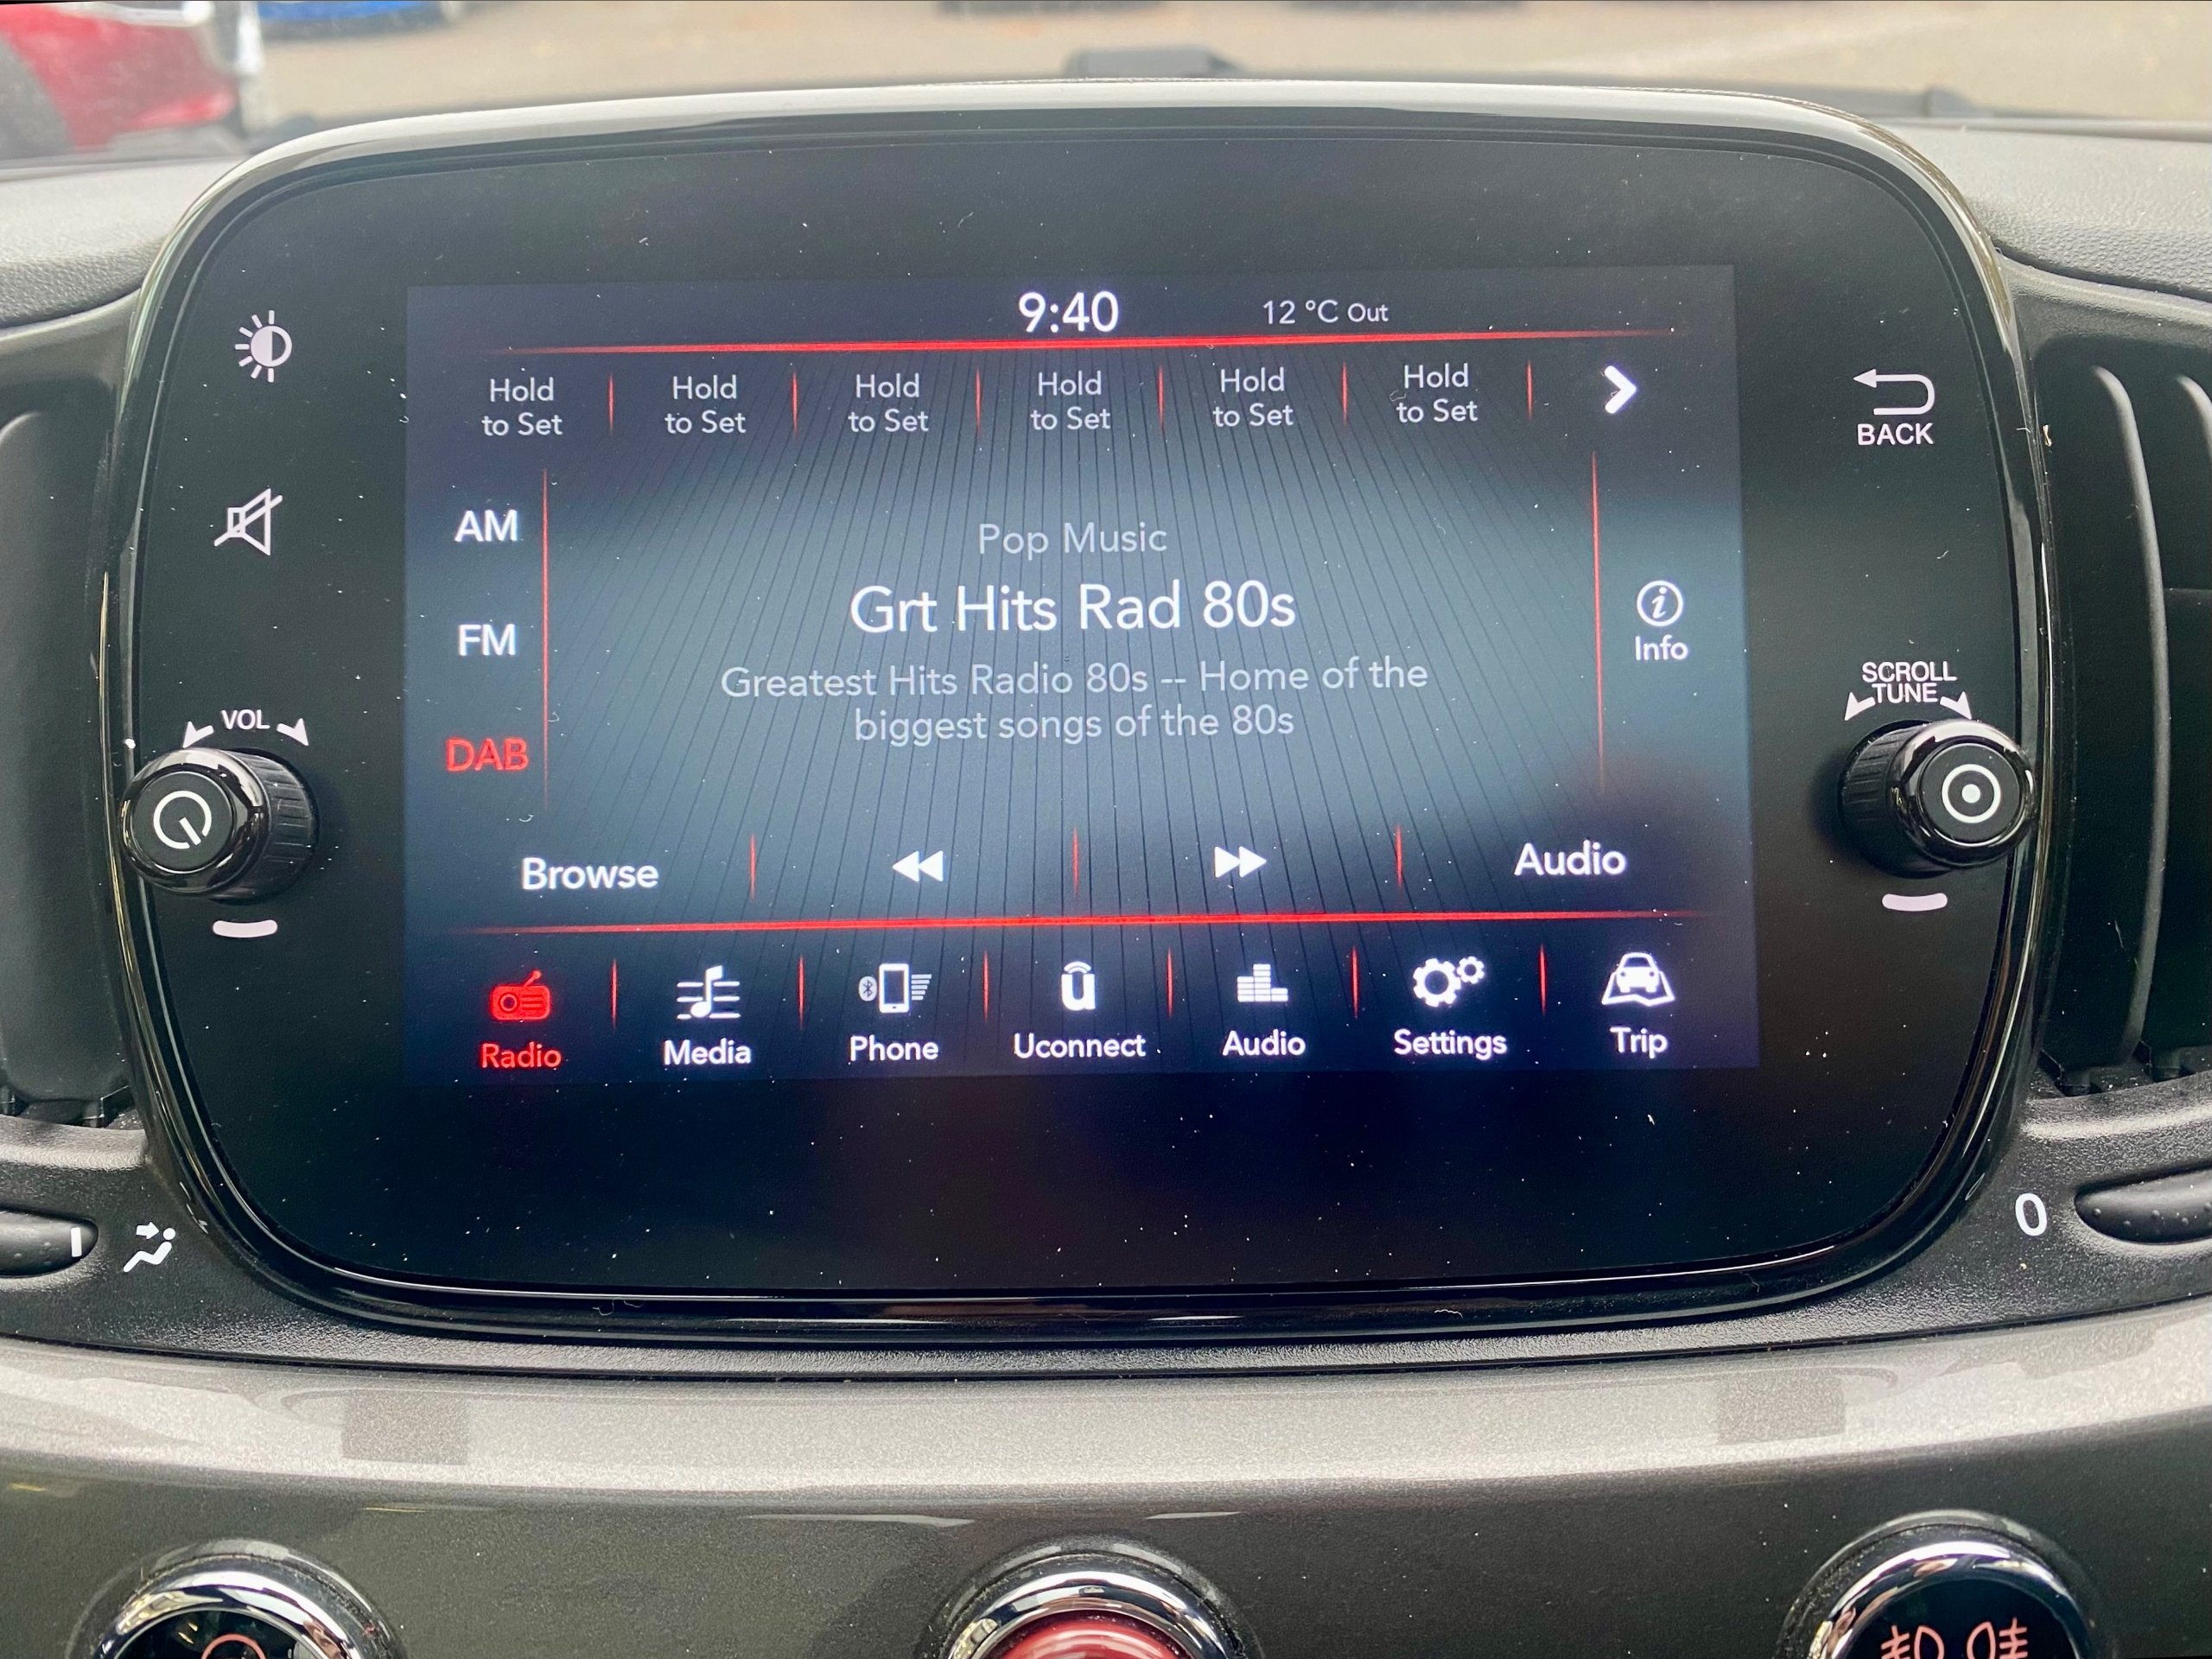 9:40
12 °C Out
Hold
to Set
Hold
to Set
Hold
to Set
Hold
to Set
Hold
to Set
Hold
to Set
BACK
AM
FM
DAB
Pop Music
Grt Hits Rad 80s
Greatest Hits Radio 80s -- Home of the
biggest songs of the 80s
Info
VOL
SCROLL
TUNE
Browse
Audio
Radio
Media
Phone
Uconnect
Audio
Settings
Trip
0